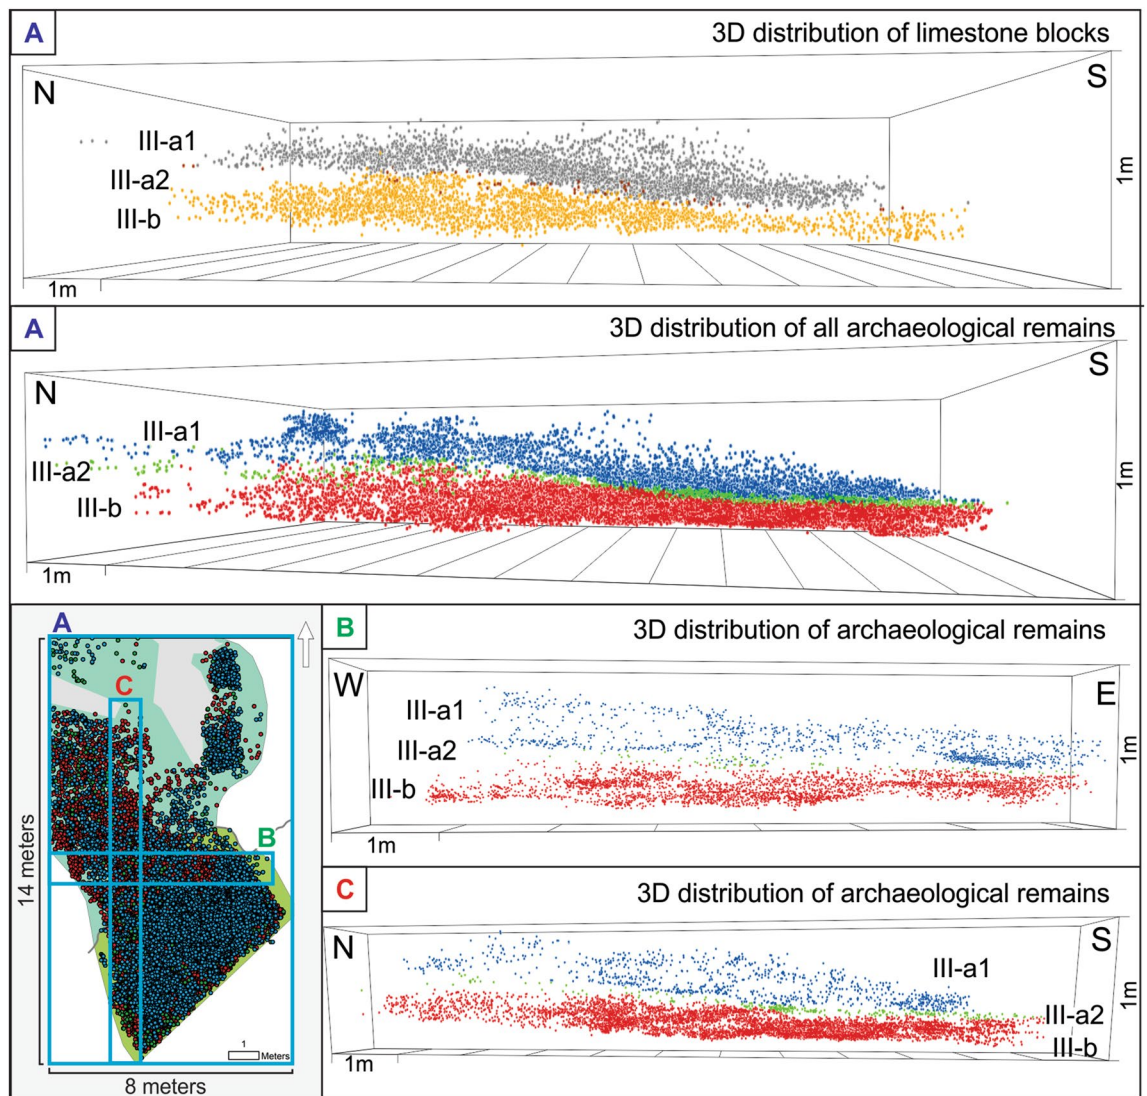 A
3D distribution of limestone blocks
N
S
III-a1
III-a2
III-b
1m
1m
A
3D distribution of all archaeological remains
N
S
III-a1
III-a2
III-b
1m
1m
A
C
B
14 meters
8 meters
1
Meters
B
3D distribution of archaeological remains
W
E
III-a1
III-a2
III-b
1m
1m
C
3D distribution of archaeological remains
N
S
III-a1
III-a2
III-b
1m
1m